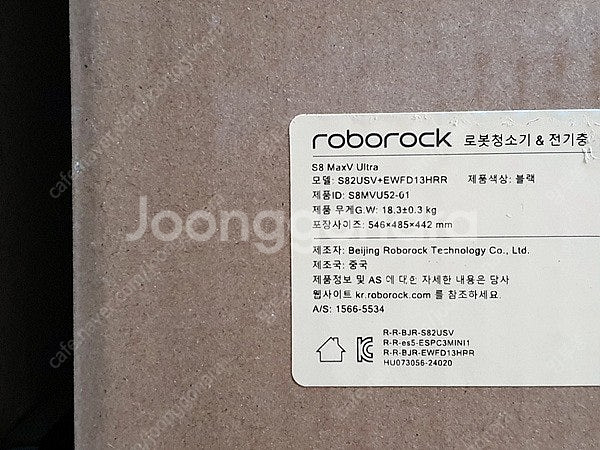 roborock 로봇청소기 & 전기충
S8 MaxV Ultra
모델: S82USV+EWFD13HRR 제품색상: 블랙
제품ID: S8MVU52-01
제품 무게G.W: 18.3±0.3 kg
포장사이즈: 546×485×442 mm
Joonggonara
제조자: Beijing Roborock Technology Co., Ltd.
제조국: 중국
제품정보 및 AS 에 대한 자세한 내용은 당사
웹사이트 kr.roborock.com 를 참조하세요.
A/S: 1566-5534
R-R-BJR-S82USV
R-R-es5-ESPC3MINI1
R-R-BJR-EWFD13HRR
HU073056-24020